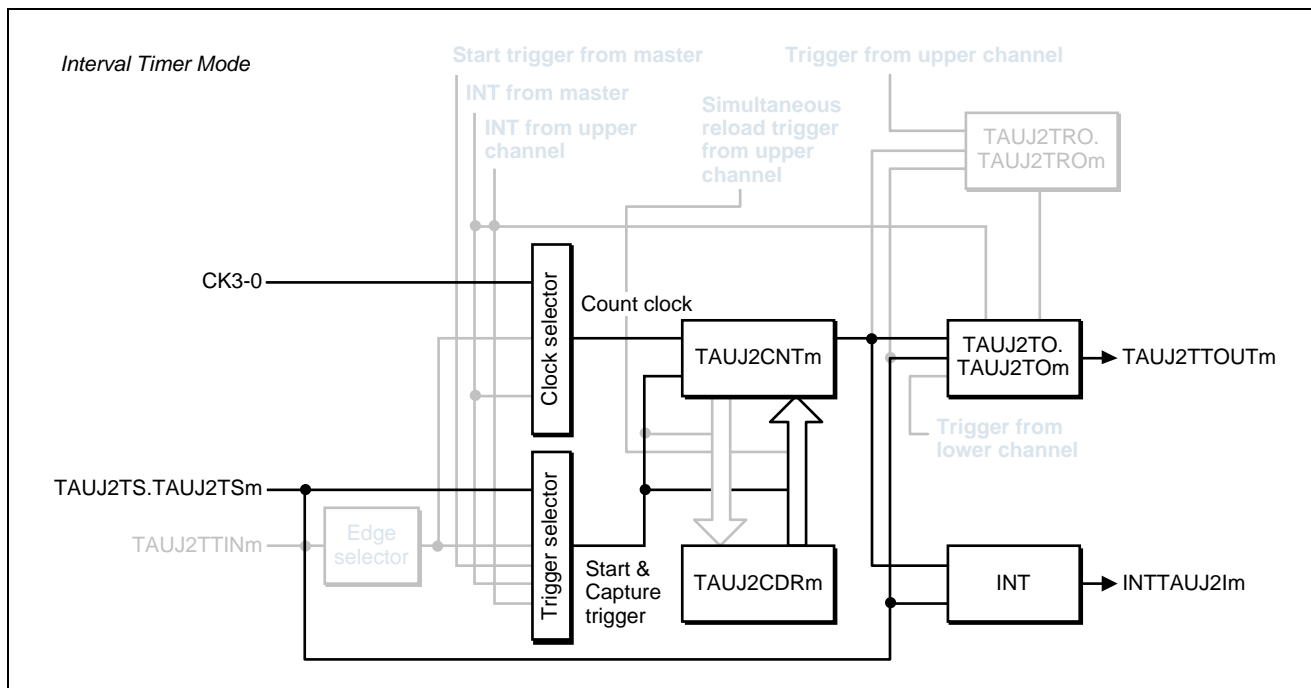 Interval Timer Mode
Start trigger from master
INT from master
INT from upper
channel
Simultaneous
reload trigger
from upper
channel
Trigger from upper channel
TAUJ2TRO.
TAUJ2TROm
CK3-0
Clock selector
Count clock
TAUJ2CNTm
TAUJ2TO.
TAUJ2TOm
TAUJ2TTOUTm
Trigger from
lower channel
TAUJ2TS.TAUJ2TSm
TAUJ2TTINm
Edge
selector
Trigger selector
Start &
Capture
trigger
TAUJ2CDRm
INT
INTTAUJ2Im